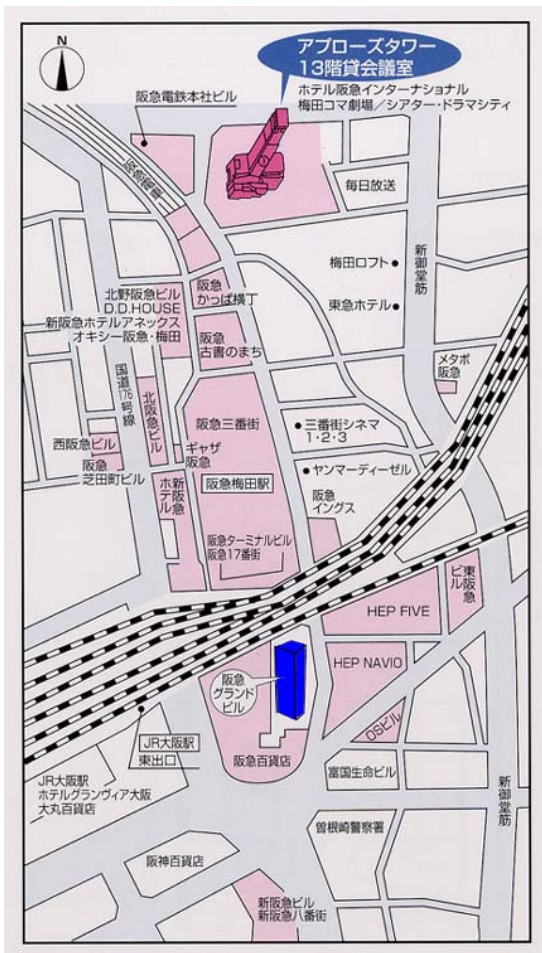 N
アプローズタワー
13階貸会議室
ホテル阪急インターナショナル
梅田コマ劇場／シアター・ドラマシティ
阪急電鉄本社ビル
阪急電車
毎日放送
新御堂筋
梅田ロフト
東急ホテル
北野阪急ビル
D.D.HOUSE
新阪急ホテルアネックス
オキシー阪急・梅田
阪急
かっぱ横丁
阪急
古書のまち
国道176号線
メタボ
阪急
北阪急ビル
阪急三番街
三番街シネマ
1・2・3
西阪急ビル
阪急
芝田町ビル
ギャザ
阪急
ヤンマーディーゼル
新阪急
ホテル
阪急梅田駅
阪急
イングス
阪急ターミナルビル
阪急17番街
東阪急
ビル
HEP FIVE
HEP NAVIO
阪急
グランド
ビル
OSビル
JR大阪駅
東出口
阪急百貨店
富国生命ビル
JR大阪駅
ホテルグランヴィア大阪
大丸百貨店
新御堂筋
曽根崎警察署
阪神百貨店
新阪急ビル
新阪急八番街